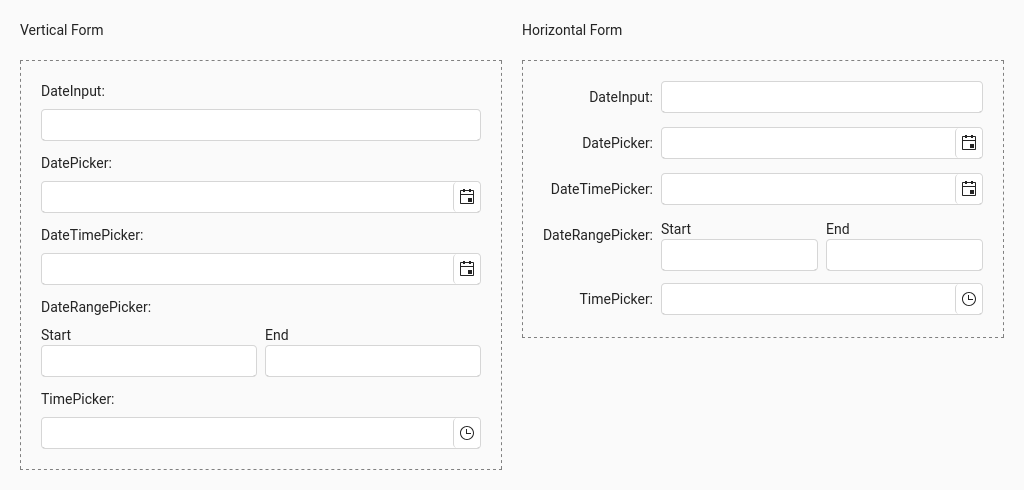 Vertical Form
DateInput:
DatePicker:
DateTimePicker:
DateRangePicker:
Start End
TimePicker:
Horizontal Form
DateInput:
DatePicker:
DateTimePicker:
DateRangePicker: Start End
TimePicker: